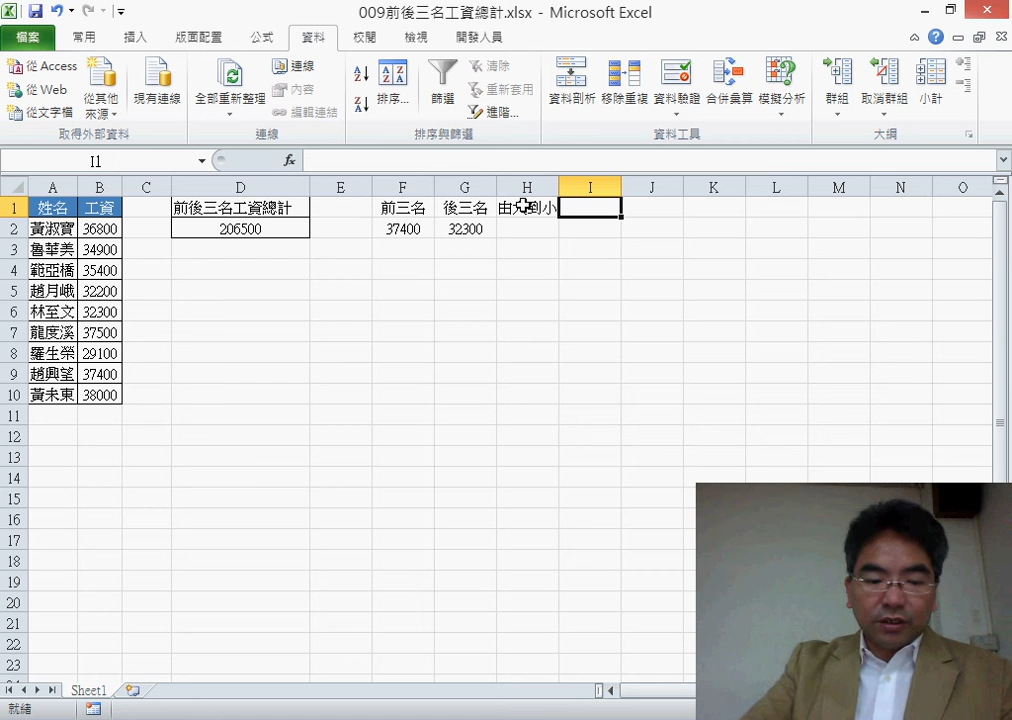 009前後三名工資總計.xlsx - Microsoft Excel
檔案 常用 插入 版面配置 公式 資料 校閱 檢視 開發人員
從 Access
從 Web
從文字檔
從其他
來源
現有連線
取得外部資料
全部重新整理
連線
內容
編輯連結
連線
排序...
篩選
清除
重新套用
進階...
排序與篩選
資料剖析
移除重複
資料驗證
合併彙算
模擬分析
資料工具
群組
取消群組
小計
大綱
I1 fx
A B C D E F G H I J K L M N O
1 姓名 工資 前後三名工資總計 前三名 後三名 由大到小
2 黃淑寶 36800 206500 37400 32300
3 魯華美 34900
4 範亞橋 35400
5 趙月峨 32200
6 林至文 32300
7 龍度溪 37500
8 羅生榮 29100
9 趙興望 37400
10 黃未東 38000
11
12
13
14
15
16
17
18
19
20
21
22
23
Sheet1
就緒